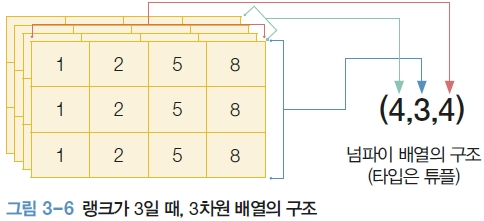 1 2 5 8
1 2 5 8
1 2 5 8
(4,3,4)
넘파이 배열의 구조
(타입은 튜플)
그림 3-6 랭크가 3일 때, 3차원 배열의 구조